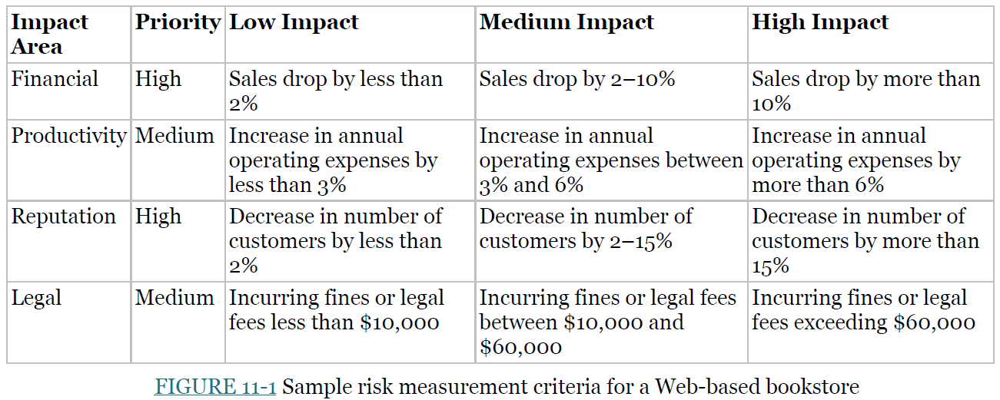 Impact Area
Priority
Low Impact
Medium Impact
High Impact
Financial
High
Sales drop by less than
2%
Sales drop by 2–10%
Sales drop by more than
10%
Productivity
Medium
Increase in annual
operating expenses by
less than 3%
Increase in annual
operating expenses between
3% and 6%
Increase in annual
operating expenses by
more than 6%
Reputation
High
Decrease in number of
customers by less than
2%
Decrease in number of
customers by 2–15%
Decrease in number of
customers by more than
15%
Legal
Medium
Incurring fines or legal
fees less than $10,000
Incurring fines or legal fees
between $10,000 and
$60,000
Incurring fines or legal
fees exceeding $60,000
FIGURE 11-1 Sample risk measurement criteria for a Web-based bookstore